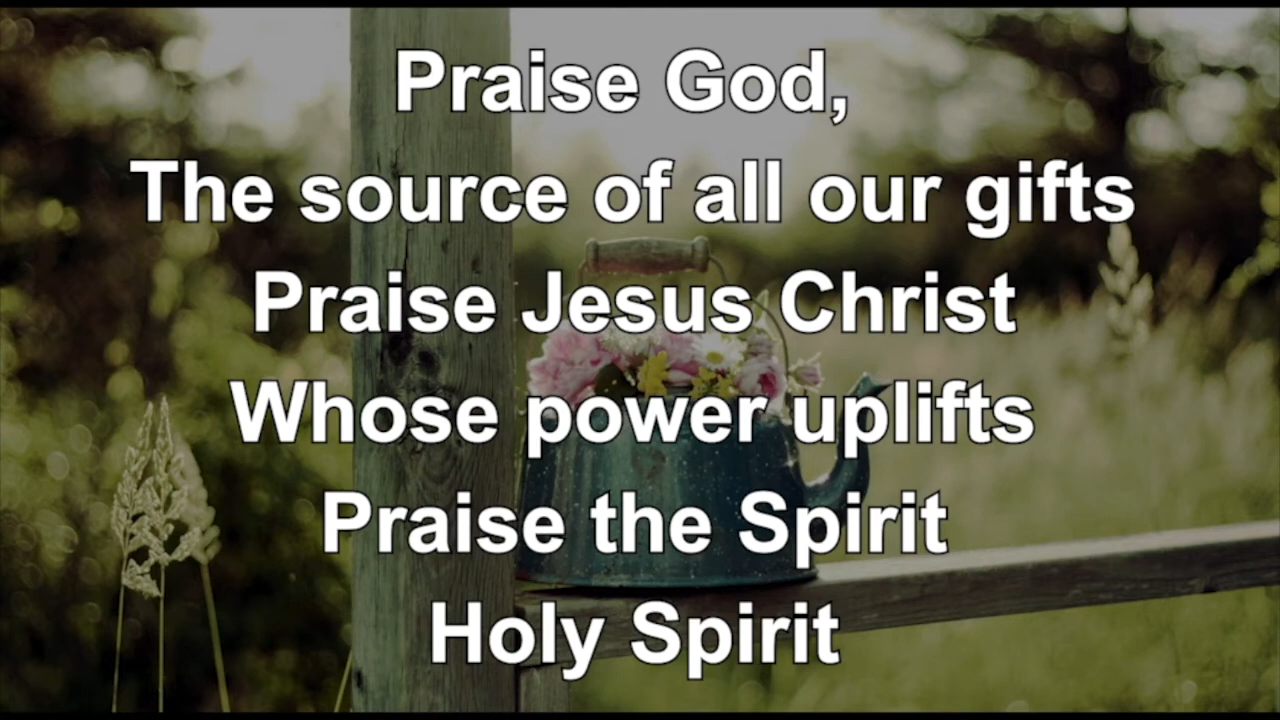 Praise God,
The source of all our gifts
Praise Jesus Christ
Whose power uplifts
Praise the Spirit
Holy Spirit